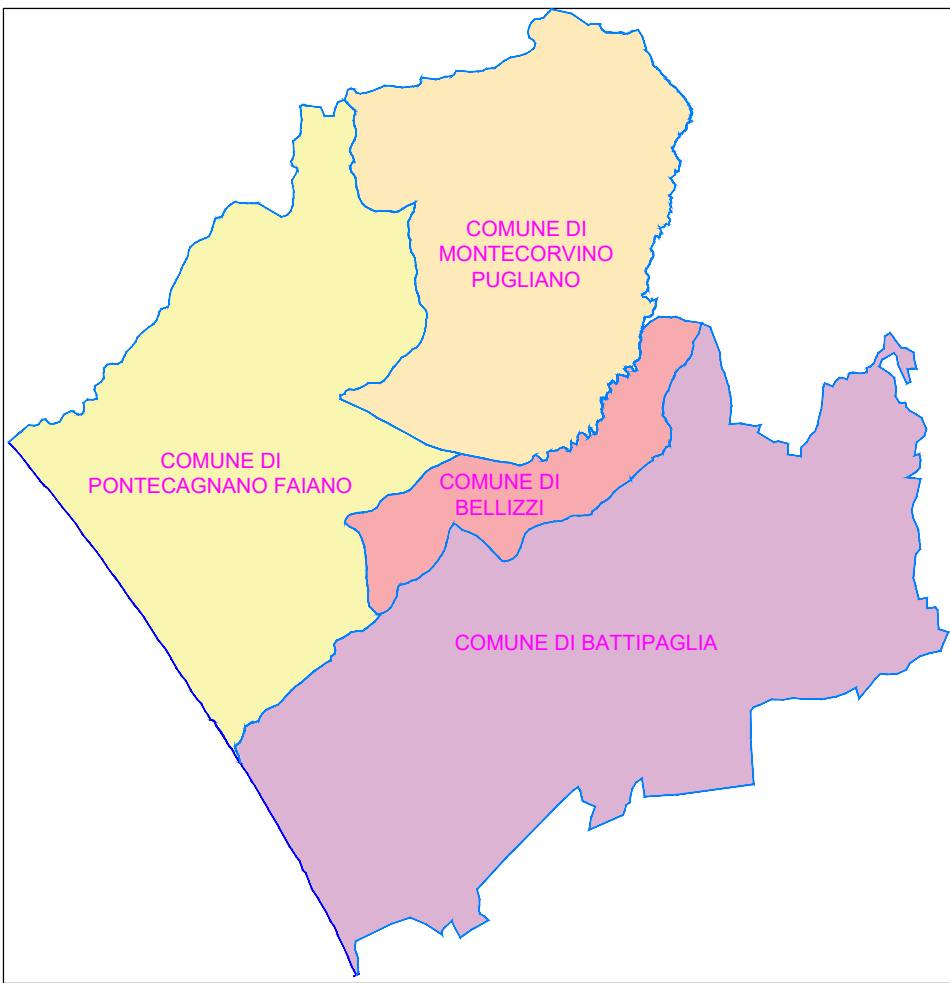 COMUNE DI
MONTECORVINO
PUGLIANO
COMUNE DI
PONTECAGNANO FAIANO
COMUNE DI
BELLIZZI
COMUNE DI BATTIPAGLIA